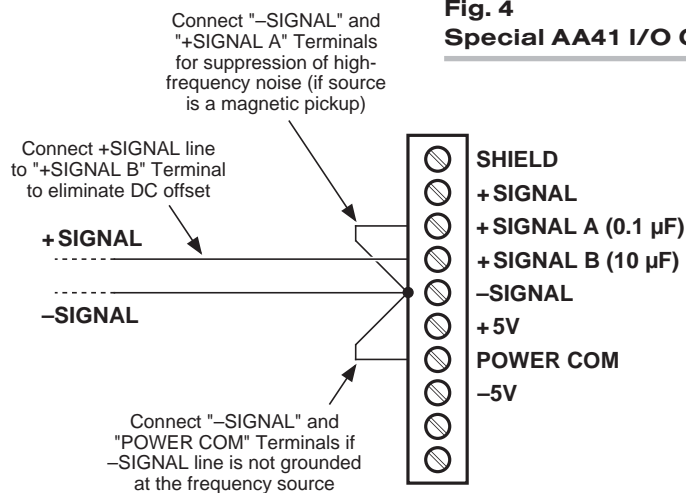 Fig. 4
Special AA41 I/O
Connect "–SIGNAL" and
"+SIGNAL A" Terminals
for suppression of high-
frequency noise (if source
is a magnetic pickup)
Connect +SIGNAL line
to "+SIGNAL B" Terminal
to eliminate DC offset
+SIGNAL
–SIGNAL
SHIELD
+SIGNAL
+SIGNAL A (0.1 µF)
+SIGNAL B (10 µF)
–SIGNAL
+5V
POWER COM
–5V
Connect "–SIGNAL" and
"POWER COM" Terminals if
–SIGNAL line is not grounded
at the frequency source